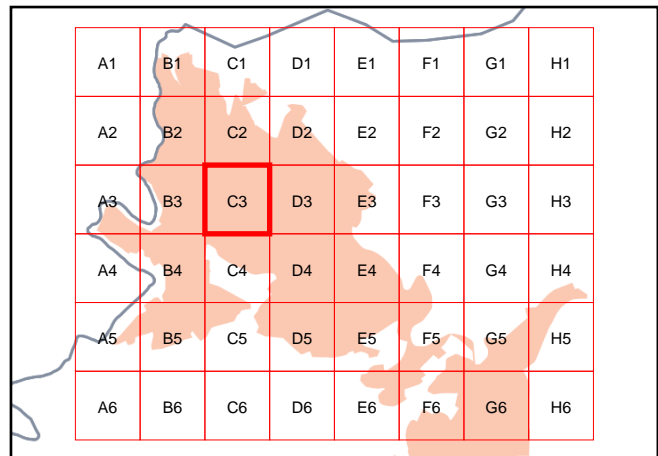 A1 B1 C1 D1 E1 F1 G1 H1
A2 B2 C2 D2 E2 F2 G2 H2
A3 B3 C3 D3 E3 F3 G3 H3
A4 B4 C4 D4 E4 F4 G4 H4
A5 B5 C5 D5 E5 F5 G5 H5
A6 B6 C6 D6 E6 F6 G6 H6